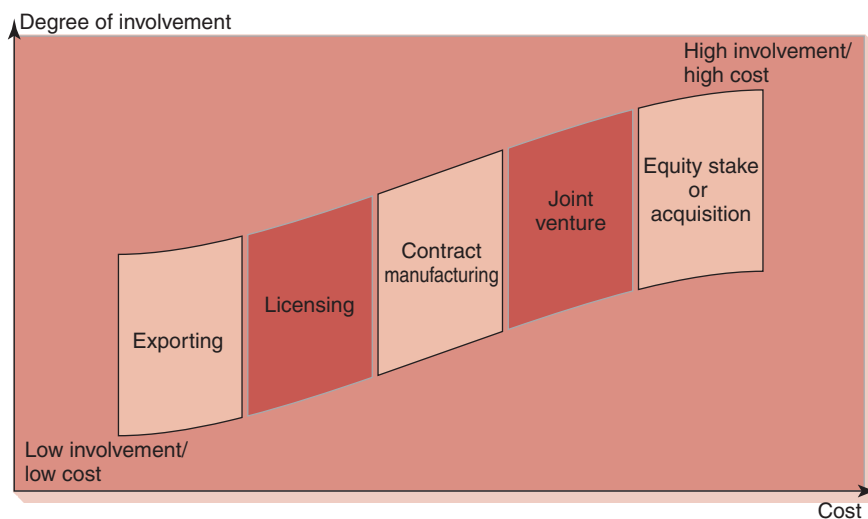 Degree of involvement
High involvement/
high cost
Equity stake
or
acquisition
Joint
venture
Contract
manufacturing
Licensing
Exporting
Low involvement/
low cost
Cost